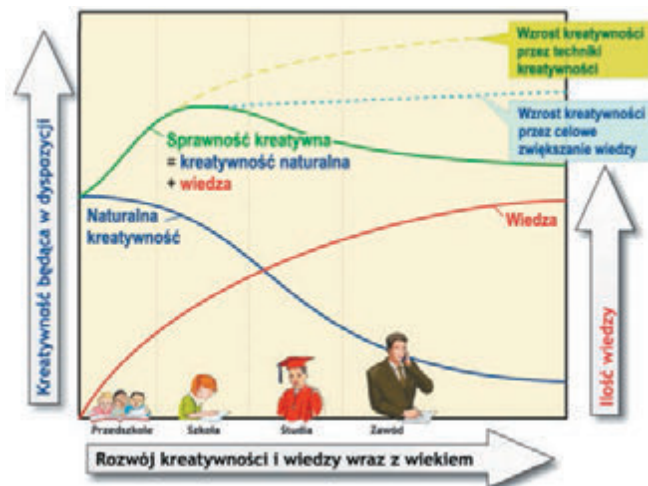 Wzrost kreatywności
przez techniki
kreatywności
Wzrost kreatywności
przez celowe
zwiększanie wiedzy
Sprawność kreatywna
= kreatywność naturalna
+ wiedza
Naturalna
kreatywność
Wiedza
Kreatywność będąca w dyspozycji
Ilość wiedzy
Przedszkole
Szkoła
Studia
Zawód
Rozwój kreatywności i wiedzy wraz z wiekiem